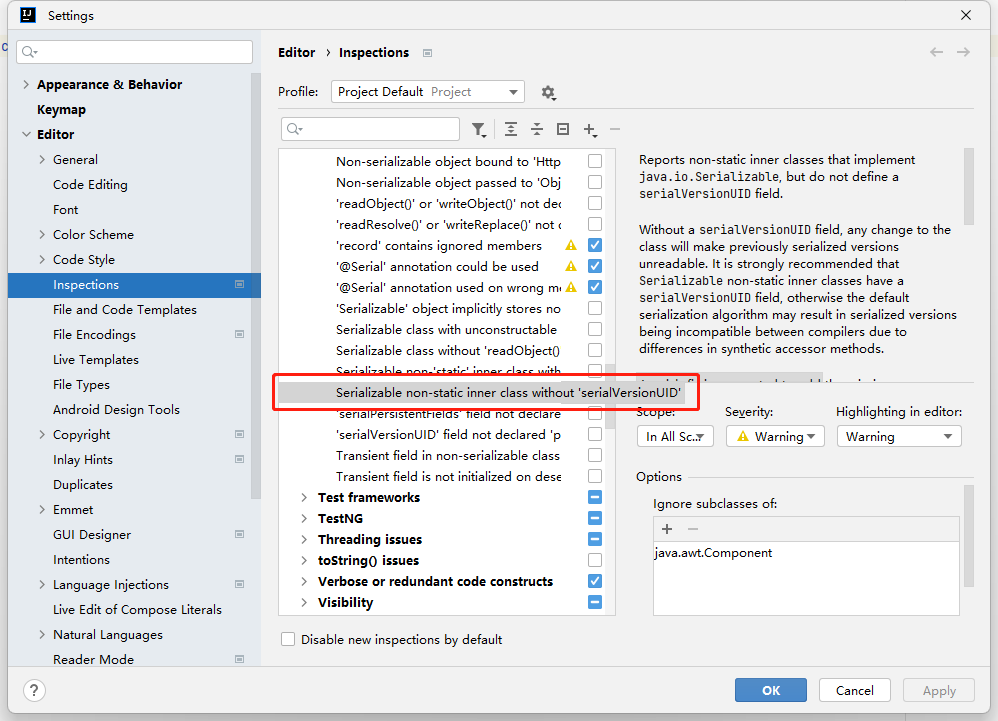 Settings
Appearance & Behavior
Keymap
Editor
General
Code Editing
Font
Color Scheme
Code Style
Inspections
File and Code Templates
File Encodings
Live Templates
File Types
Android Design Tools
Copyright
Inlay Hints
Duplicates
Emmet
GUI Designer
Intentions
Language Injections
Live Edit of Compose Literals
Natural Languages
Reader Mode
?
Editor › Inspections
Profile: Project Default Project
Non-serializable object bound to 'Http
Non-serializable object passed to 'Obj
'readObject()' or 'writeObject()' not dec
'readResolve()' or 'writeReplace()' not d
'record' contains ignored members
'@Serial' annotation could be used
'@Serial' annotation used on wrong me
'Serializable' object implicitly stores no
Serializable class with unconstructable
Serializable class without 'readObject()
Serializable non-'static' inner class with
Serializable non-static inner class without 'serialVersionUID'
'serialPersistentFields' field not declare
'serialVersionUID' field not declared 'p
Transient field in non-serializable class
Transient field is not initialized on dese
Test frameworks
TestNG
Threading issues
toString() issues
Verbose or redundant code constructs
Visibility
Disable new inspections by default
Reports non-static inner classes that implement
java.io.Serializable, but do not define a
serialVersionUID field.
Without a serialVersionUID field, any change to the
class will make previously serialized versions
unreadable. It is strongly recommended that
Serializable non-static inner classes have a
serialVersionUID field, otherwise the default
serialization algorithm may result in serialized versions
being incompatible between compilers due to
differences in synthetic accessor methods.
Scope: Severity: Highlighting in editor:
In All Sc.. Warning Warning
Options
Ignore subclasses of:
java.awt.Component
OK Cancel Apply